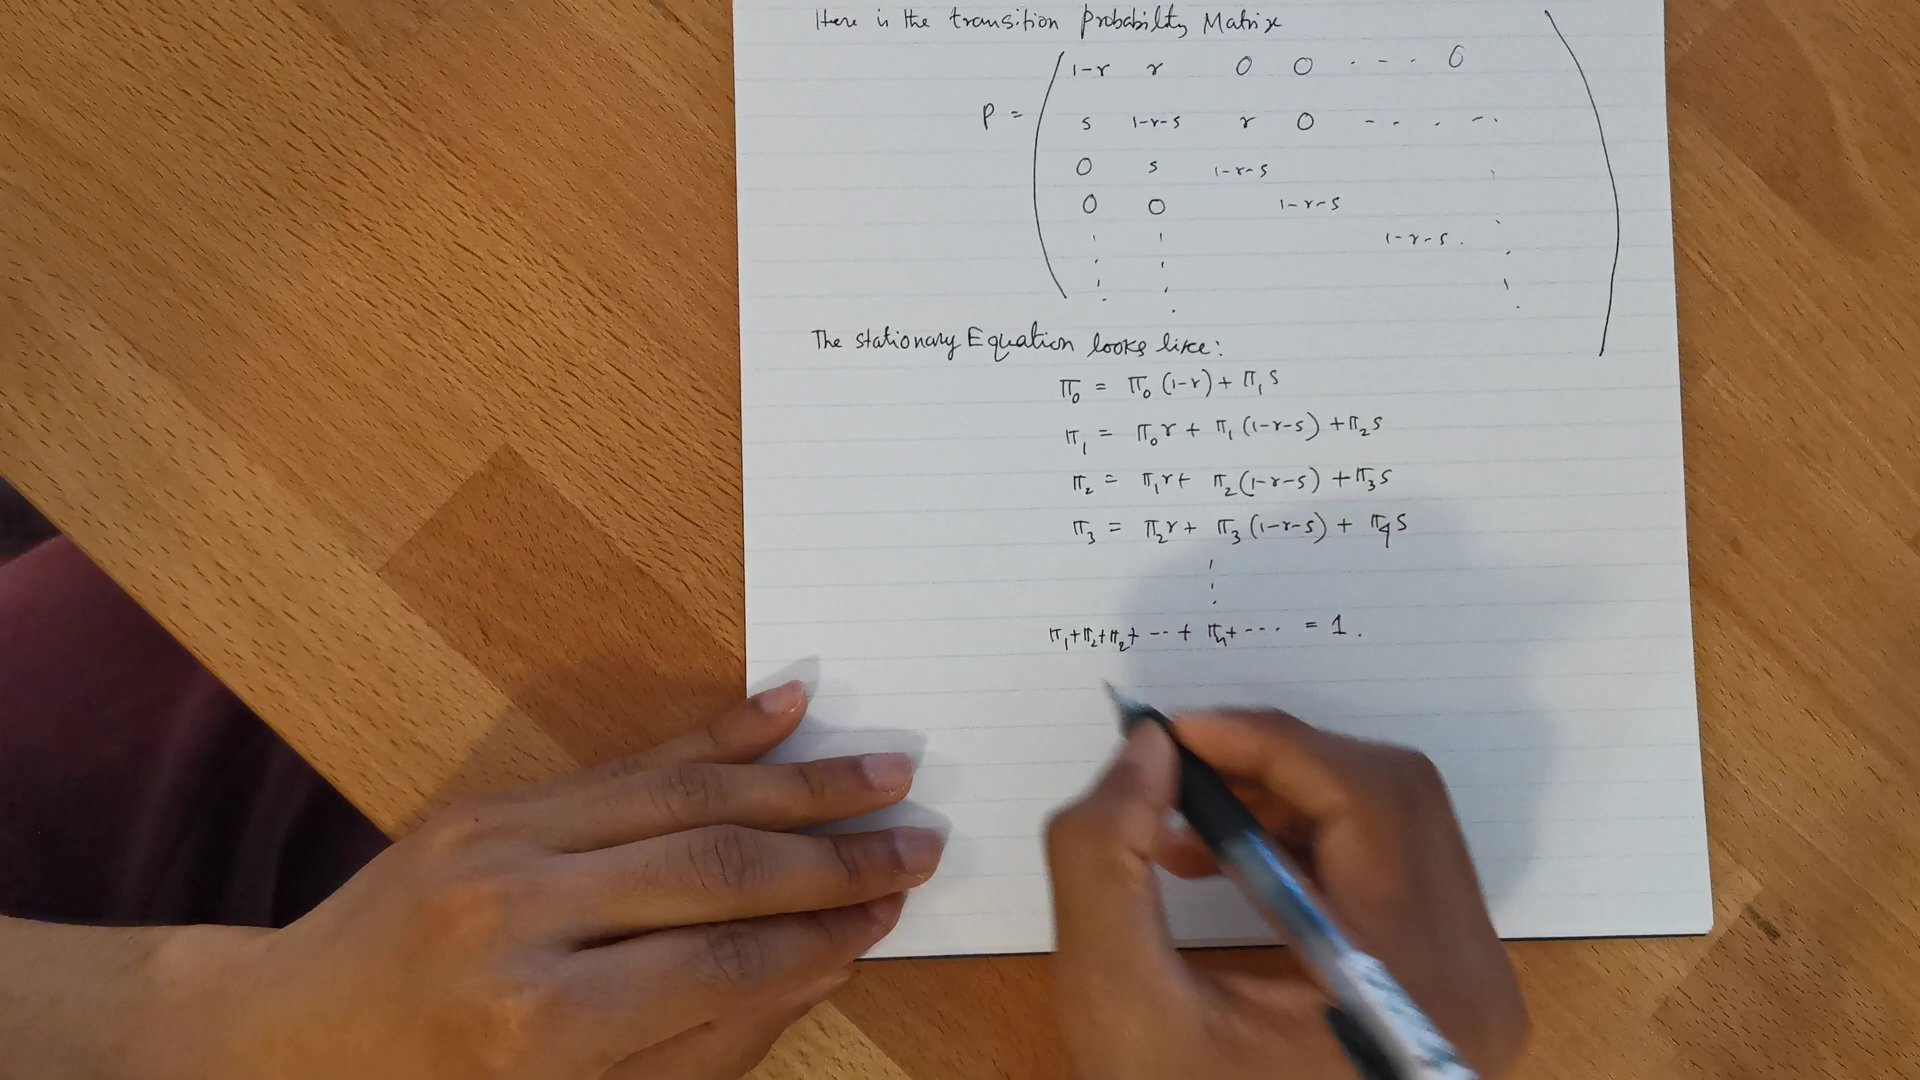 Here is the transition Probability Matrix
P = ( 1-r r 0 0 . - - . 0 )
s 1-r-s r 0 - - . - .
0 s 1-r-s
0 0 1-r-s
1-r-s .
The stationary Equation looks like:
π₀ = π₀ (1-r) + π₁ s
π₁ = π₀ r + π₁ (1-r-s) + π₂ s
π₂ = π₁ r + π₂ (1-r-s) + π₃ s
π₃ = π₂ r + π₃ (1-r-s) + π₄ s
π₁ + π₂ + π₂ + -- + π₄ + --- = 1 .